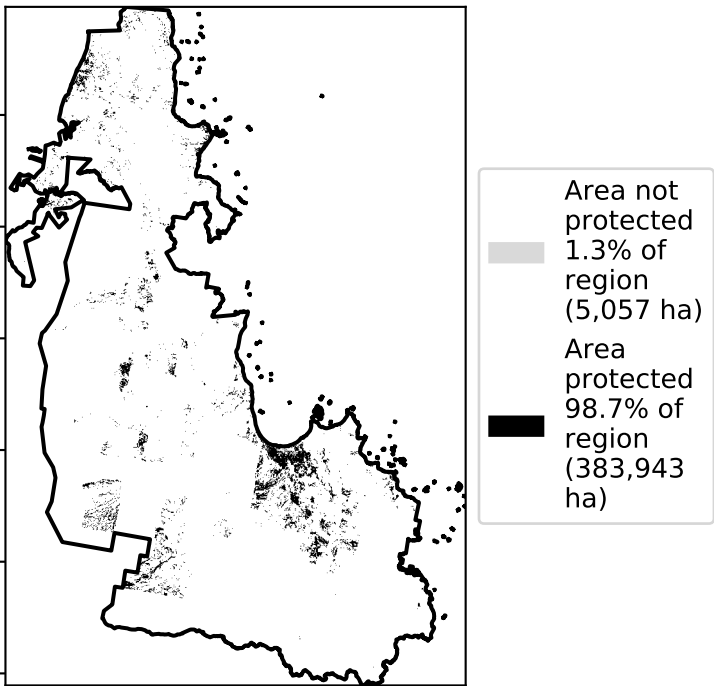 Area not
protected
1.3% of
region
(5,057 ha)
Area
protected
98.7% of
region
(383,943
ha)